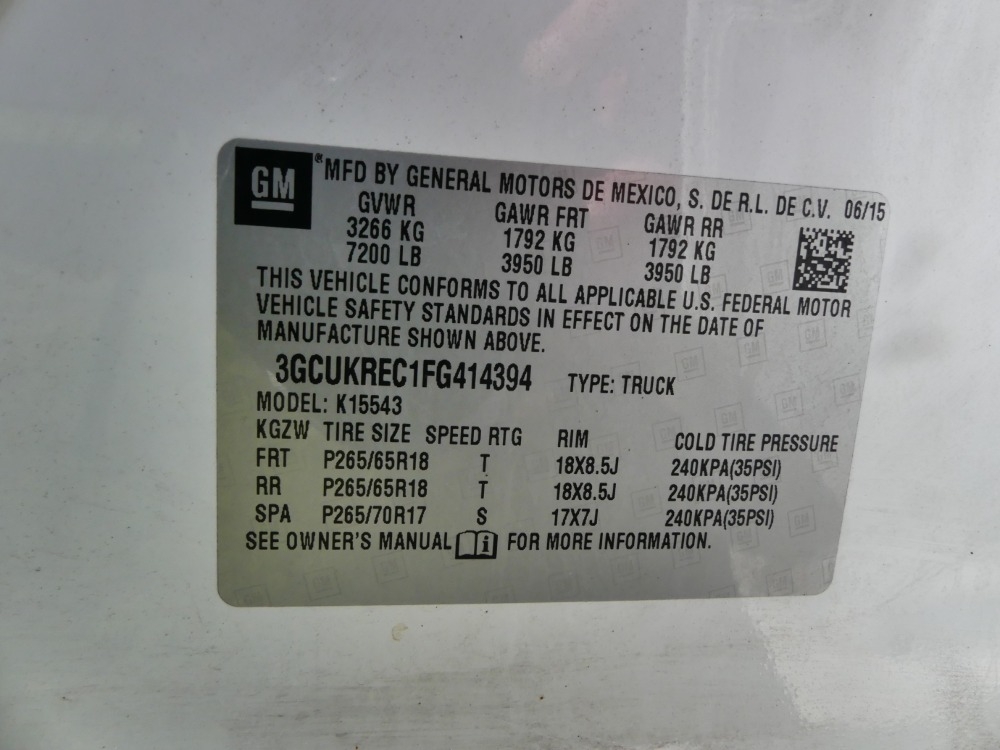 GM ® MFD BY GENERAL MOTORS DE MEXICO, S. DE R.L. DE C.V. 06/15
GVWR GAWR FRT GAWR RR
3266 KG 1792 KG 1792 KG
7200 LB 3950 LB 3950 LB
THIS VEHICLE CONFORMS TO ALL APPLICABLE U.S. FEDERAL MOTOR
VEHICLE SAFETY STANDARDS IN EFFECT ON THE DATE OF
MANUFACTURE SHOWN ABOVE.
3GCUKREC1FG414394 TYPE: TRUCK
MODEL: K15543
KGZW TIRE SIZE SPEED RTG RIM COLD TIRE PRESSURE
FRT P265/65R18 T 18X8.5J 240KPA(35PSI)
RR P265/65R18 T 18X8.5J 240KPA(35PSI)
SPA P265/70R17 S 17X7J 240KPA(35PSI)
SEE OWNER'S MANUAL i FOR MORE INFORMATION.